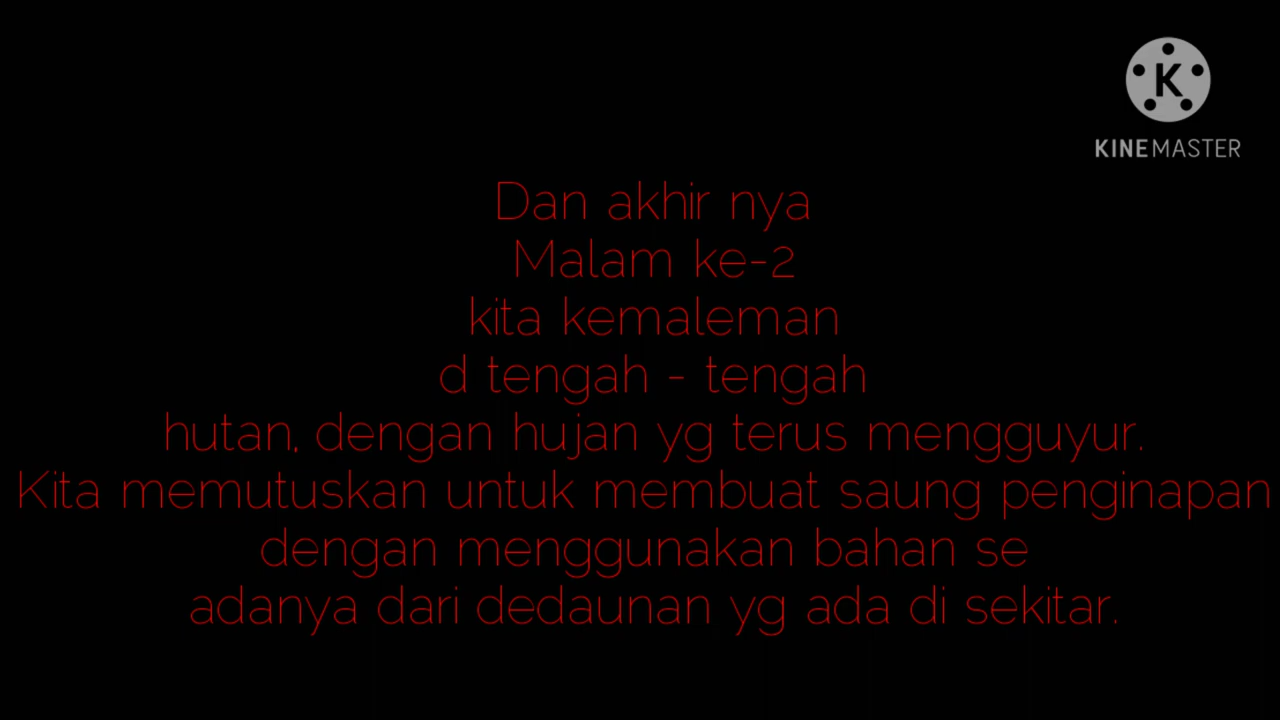 KINEMASTER
Dan akhir nya
Malam ke-2
kita kemaleman
d tengah - tengah
hutan, dengan hujan yg terus mengguyur.
Kita memutuskan untuk membuat saung penginapan
dengan menggunakan bahan se
adanya dari dedaunan yg ada di sekitar.